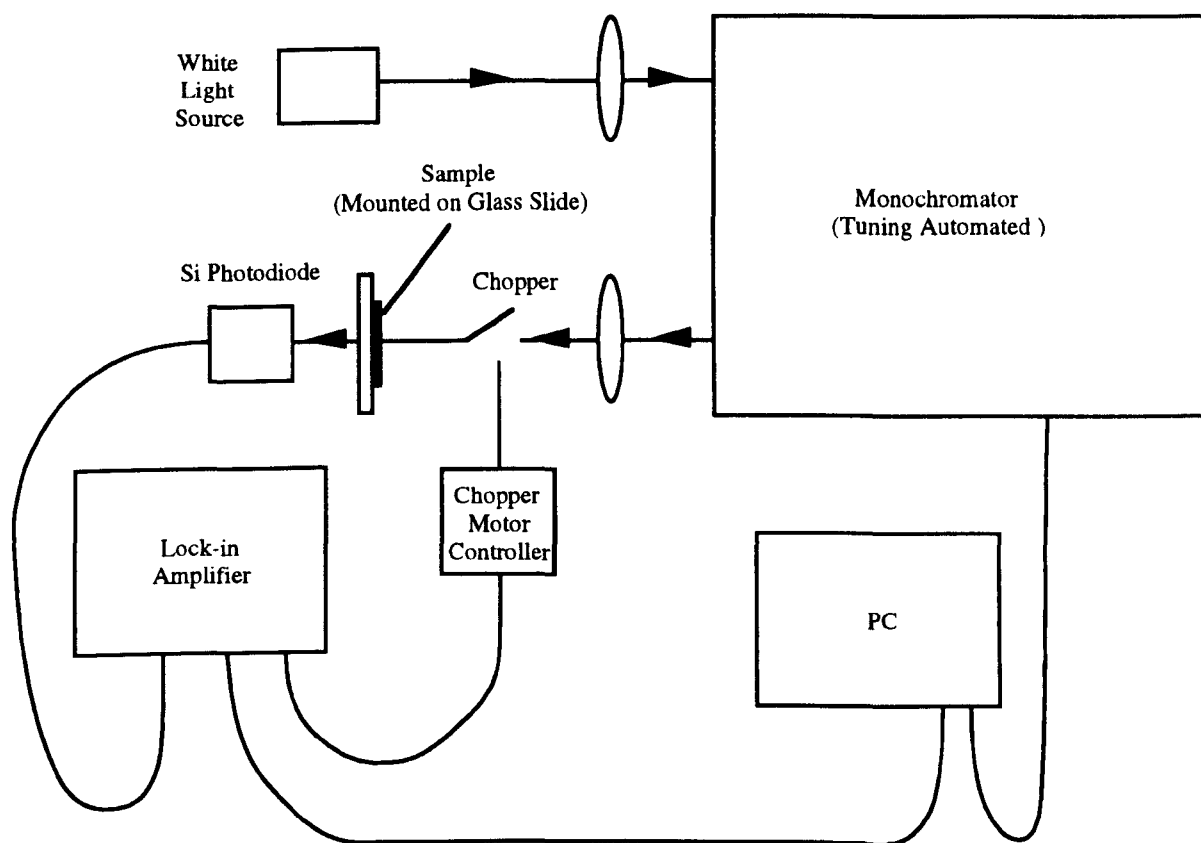 White
Light
Source
Sample
(Mounted on Glass Slide)
Monochromator
(Tuning Automated )
Si Photodiode
Chopper
Chopper
Motor
Controller
Lock-in
Amplifier
PC